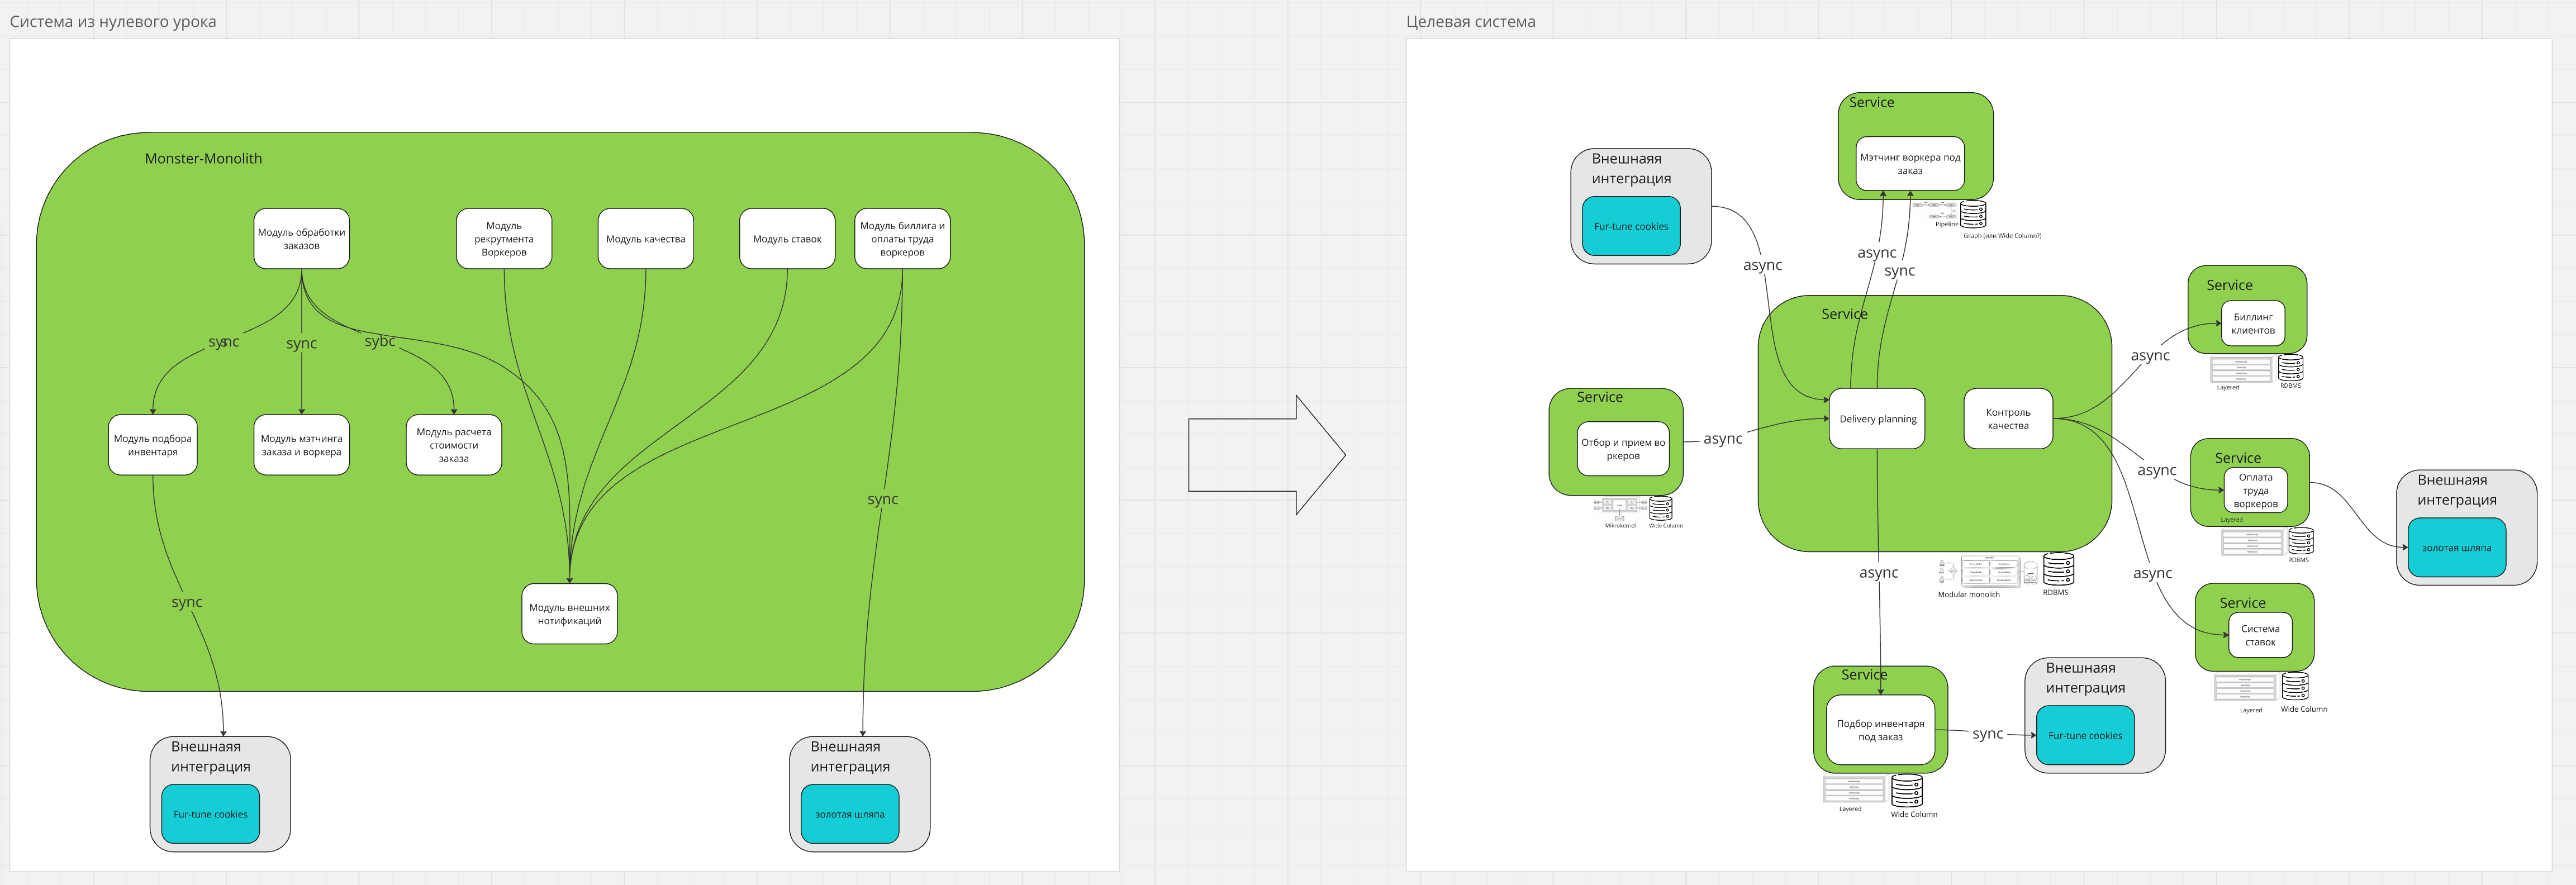 Система из нулевого урока
Monster-Monolith
Модуль обработки
заказов
Модуль
рекрутмента
Воркеров
Модуль качества
Модуль ставок
Модуль биллига и
оплаты труда
воркеров
sync
sync
sybc
Модуль подбора
инвентаря
Модуль мэтчинга
заказа и воркера
Модуль расчета
стоимости
заказа
sync
sync
Модуль внешних
нотификаций
Внешнаяя
интеграция
Fur-tune cookies
Внешнаяя
интеграция
золотая шляпа
Целевая система
Service
Мэтчинг воркера под
заказ
Pipeline
Graph (или Wide Column?)
Внешнаяя
интеграция
Fur-tune cookies
async
async
sync
Service
Delivery planning
Контроль
качества
Modular monolith
RDBMS
Service
Отбор и прием во
ркеров
Mikrokernel
Wide Column
async
async
Service
Биллинг
клиентов
Layered
RDBMS
async
Service
Оплата
труда
воркеров
Layered
RDBMS
Внешнаяя
интеграция
золотая шляпа
async
Service
Система
ставок
Layered
Wide Column
async
Service
Подбор инвентаря
под заказ
Layered
Wide Column
sync
Внешнаяя
интеграция
Fur-tune cookies